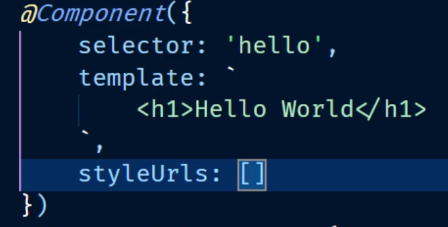 @Component({
    selector: 'hello',
    template: `
        <h1>Hello World</h1>
    `,
    styleUrls: []
})